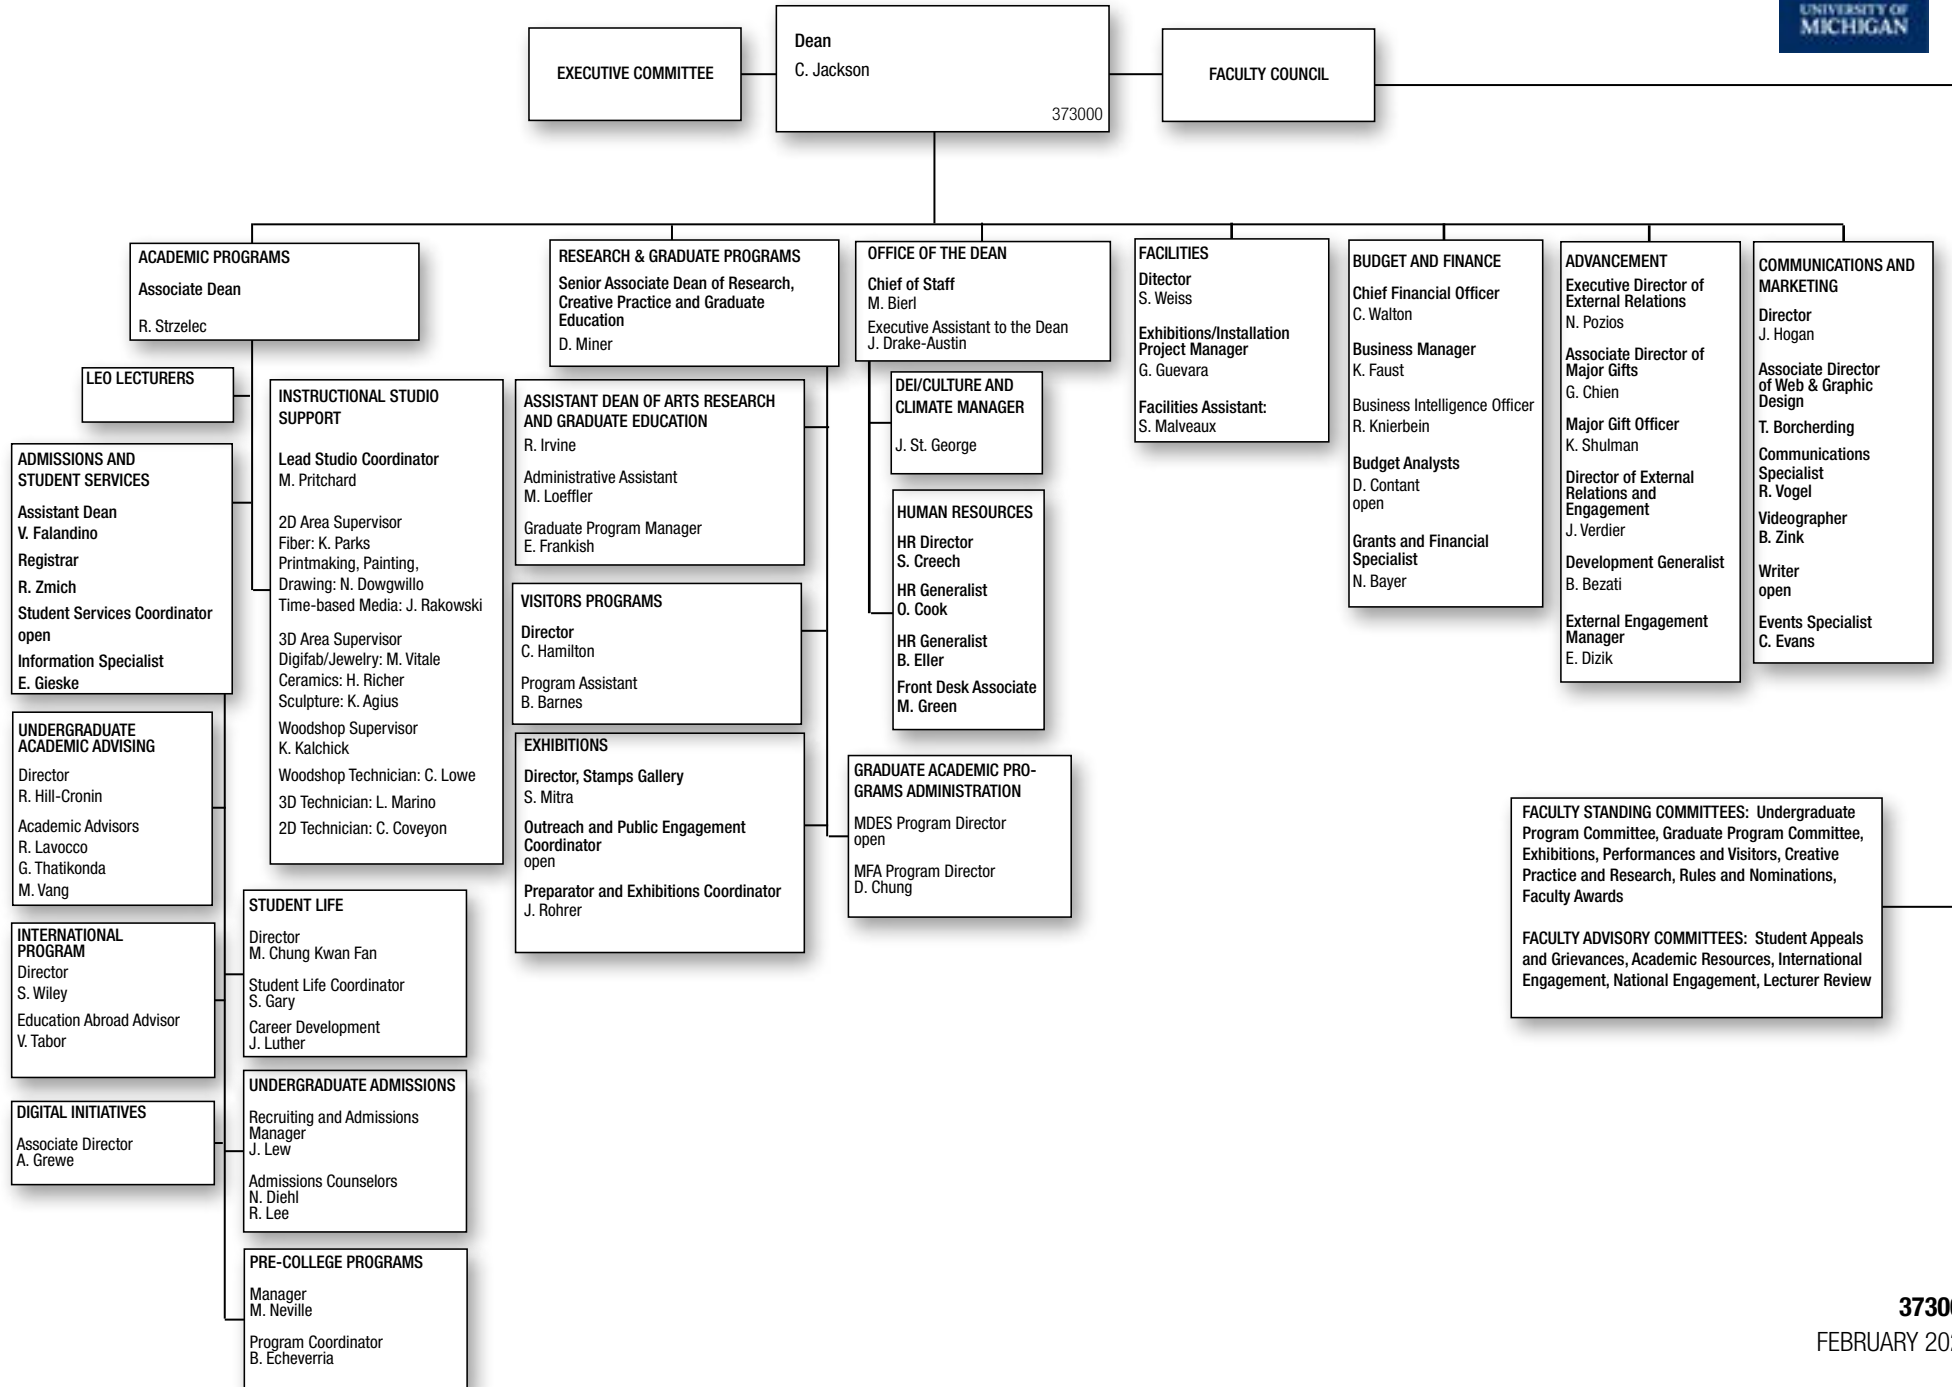 UNIVERSITY OF
MICHIGAN
EXECUTIVE COMMITTEE
Dean
C. Jackson
373000
FACULTY COUNCIL
ACADEMIC PROGRAMS
Associate Dean
R. Strzelec
RESEARCH & GRADUATE PROGRAMS
Senior Associate Dean of Research,
Creative Practice and Graduate
Education
D. Miner
OFFICE OF THE DEAN
Chief of Staff
M. Bierl
Executive Assistant to the Dean
J. Drake-Austin
FACILITIES
Ditector
S. Weiss
Exhibitions/Installation
Project Manager
G. Guevara
Facilities Assistant:
S. Malveaux
BUDGET AND FINANCE
Chief Financial Officer
C. Walton
Business Manager
K. Faust
Business Intelligence Officer
R. Knierbein
Budget Analysts
D. Contant
open
Grants and Financial
Specialist
N. Bayer
ADVANCEMENT
Executive Director of
External Relations
N. Pozios
Associate Director of
Major Gifts
G. Chien
Major Gift Officer
K. Shulman
Director of External
Relations and
Engagement
J. Verdier
Development Generalist
B. Bezati
External Engagement
Manager
E. Dizik
COMMUNICATIONS AND
MARKETING
Director
J. Hogan
Associate Director
of Web & Graphic
Design
T. Borcherding
Communications
Specialist
R. Vogel
Videographer
B. Zink
Writer
open
Events Specialist
C. Evans
LEO LECTURERS
INSTRUCTIONAL STUDIO
SUPPORT
Lead Studio Coordinator
M. Pritchard
2D Area Supervisor
Fiber: K. Parks
Printmaking, Painting,
Drawing: N. Dowgwillo
Time-based Media: J. Rakowski
3D Area Supervisor
Digifab/Jewelry: M. Vitale
Ceramics: H. Richer
Sculpture: K. Agius
Woodshop Supervisor
K. Kalchick
Woodshop Technician: C. Lowe
3D Technician: L. Marino
2D Technician: C. Coveyon
ADMISSIONS AND
STUDENT SERVICES
Assistant Dean
V. Falandino
Registrar
R. Zmich
Student Services Coordinator
open
Information Specialist
E. Gieske
ASSISTANT DEAN OF ARTS RESEARCH
AND GRADUATE EDUCATION
R. Irvine
Administrative Assistant
M. Loeffler
Graduate Program Manager
E. Frankish
VISITORS PROGRAMS
Director
C. Hamilton
Program Assistant
B. Barnes
EXHIBITIONS
Director, Stamps Gallery
S. Mitra
Outreach and Public Engagement
Coordinator
open
Preparator and Exhibitions Coordinator
J. Rohrer
DEI/CULTURE AND
CLIMATE MANAGER
J. St. George
HUMAN RESOURCES
HR Director
S. Creech
HR Generalist
O. Cook
HR Generalist
B. Eller
Front Desk Associate
M. Green
GRADUATE ACADEMIC PRO-
GRAMS ADMINISTRATION
MDES Program Director
open
MFA Program Director
D. Chung
UNDERGRADUATE
ACADEMIC ADVISING
Director
R. Hill-Cronin
Academic Advisors
R. Lavocco
G. Thatikonda
M. Vang
INTERNATIONAL
PROGRAM
Director
S. Wiley
Education Abroad Advisor
V. Tabor
DIGITAL INITIATIVES
Associate Director
A. Grewe
STUDENT LIFE
Director
M. Chung Kwan Fan
Student Life Coordinator
S. Gary
Career Development
J. Luther
UNDERGRADUATE ADMISSIONS
Recruiting and Admissions
Manager
J. Lew
Admissions Counselors
N. Diehl
R. Lee
PRE-COLLEGE PROGRAMS
Manager
M. Neville
Program Coordinator
B. Echeverria
FACULTY STANDING COMMITTEES: Undergraduate
Program Committee, Graduate Program Committee,
Exhibitions, Performances and Visitors, Creative
Practice and Research, Rules and Nominations,
Faculty Awards
FACULTY ADVISORY COMMITTEES: Student Appeals
and Grievances, Academic Resources, International
Engagement, National Engagement, Lecturer Review
FEBRUARY